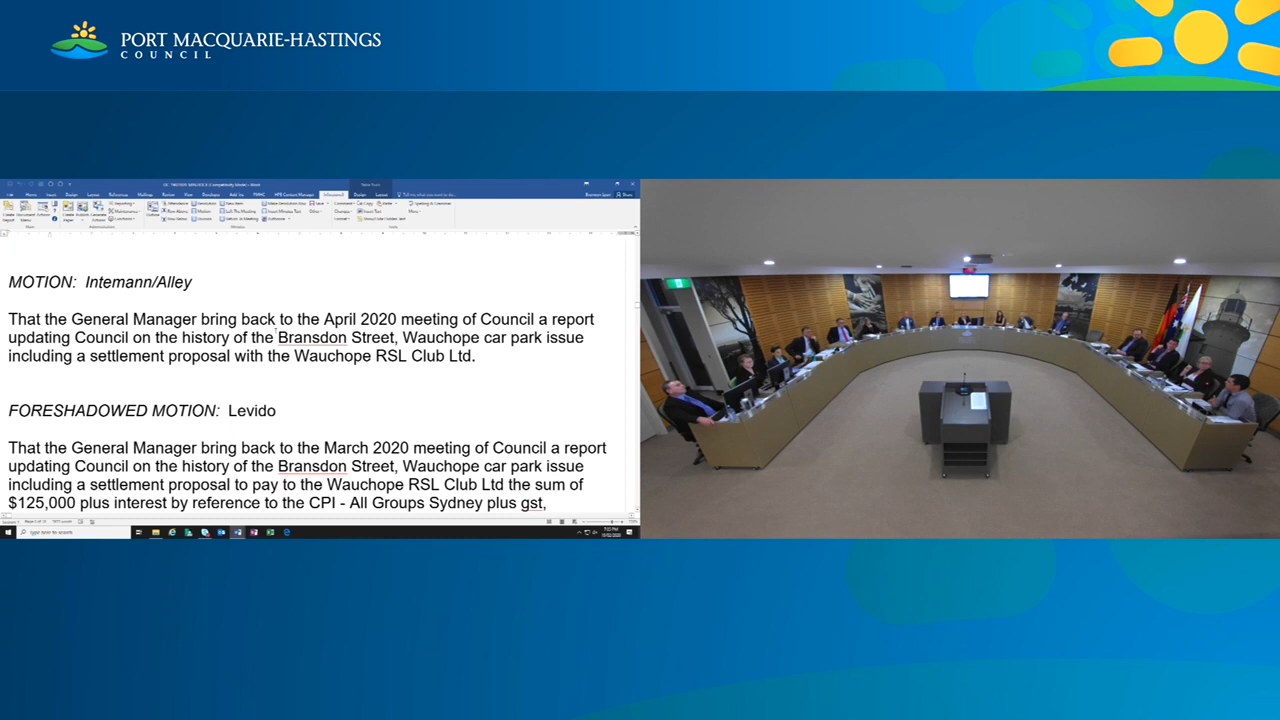 PORT MACQUARIE-HASTINGS
COUNCIL
MOTION: Intemann/Alley
That the General Manager bring back to the April 2020 meeting of Council a report
updating Council on the history of the Bransdon Street, Wauchope car park issue
including a settlement proposal with the Wauchope RSL Club Ltd.
FORESHADOWED MOTION: Levido
That the General Manager bring back to the March 2020 meeting of Council a report
updating Council on the history of the Bransdon Street, Wauchope car park issue
including a settlement proposal to pay to the Wauchope RSL Club Ltd the sum of
$125,000 plus interest by reference to the CPI - All Groups Sydney plus gst,
Type here to search